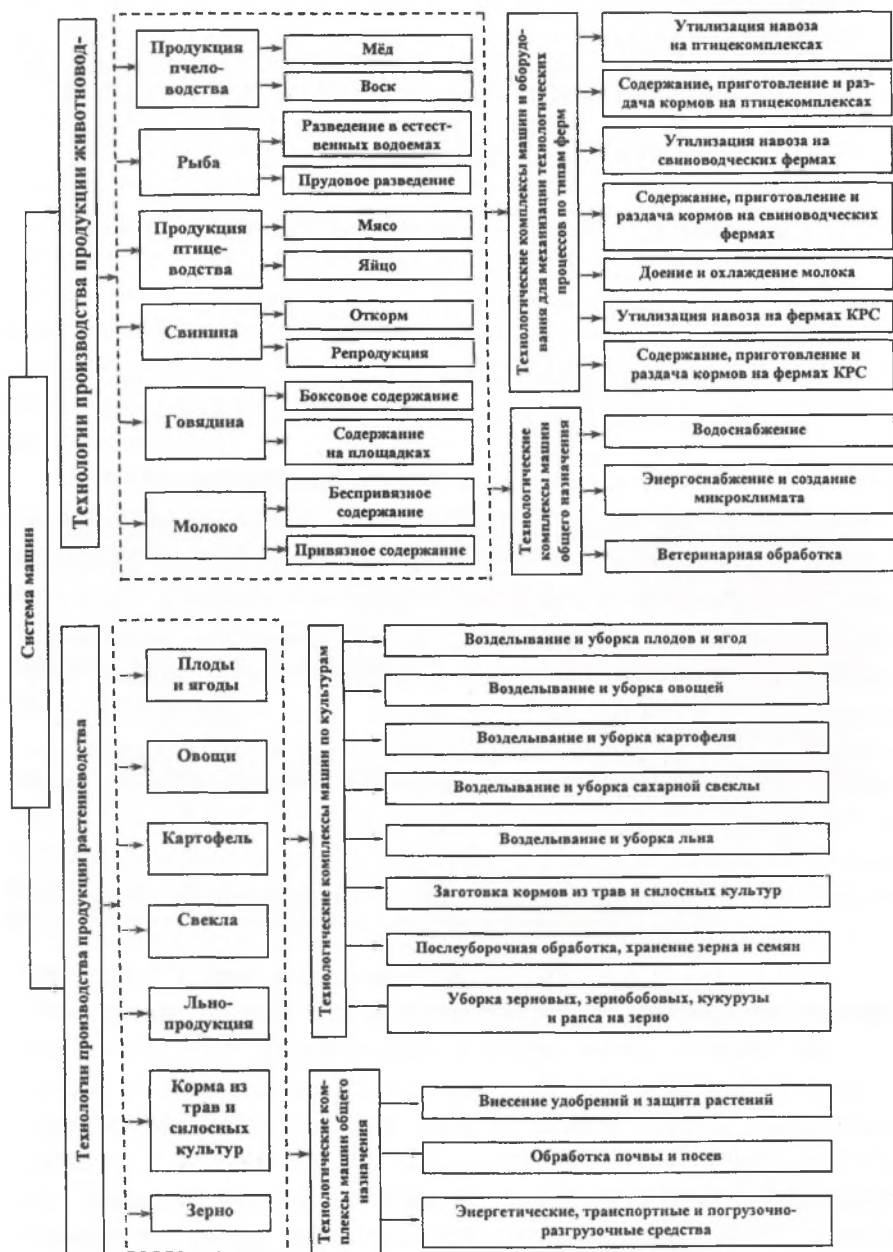 Система машин
Технологии производства продукции животновод-
Продукция
пчело-
водства
Мёд
Воск
Рыба
Разведение в естест-
венных водоемах
Прудовое разведение
Продукция
птице-
водства
Мясо
Яйцо
Свинина
Откорм
Репродукция
Говядина
Боксовое содержание
Содержание
на площадках
Молоко
Беспривязное
содержание
Привязное содержание
Технологические комплексы машин и оборудо-
вания для механизации технологических
процессов по типам ферм
Утилизация навоза
на птицекомплексах
Содержание, приготовление и раз-
дача кормов на птицекомплексах
Утилизация навоза на
свиноводческих фермах
Содержание, приготовление и
раздача кормов на свиноводческих
фермах
Доение и охлаждение молока
Утилизация навоза на фермах КРС
Содержание, приготовление и
раздача кормов на фермах КРС
Технологические
комплексы машин
общего назначения
Водоснабжение
Энергоснабжение и создание
микроклимата
Ветеринарная обработка
Технологии производства продукции растениеводства
Плоды
и ягоды
Овощи
Картофель
Свекла
Льно-
продукция
Корма из
трав и
силосных
культур
Зерно
Технологические комплексы машин по культурам
Возделывание и уборка плодов и ягод
Возделывание и уборка овощей
Возделывание и уборка картофеля
Возделывание и уборка сахарной свеклы
Возделывание и уборка льна
Заготовка кормов из трав и силосных культур
Послеуборочная обработка, хранение зерна и семян
Уборка зерновых, зернобобовых, кукурузы
и рапса на зерно
Технологические ком-
плексы машин общего
назначения
Внесение удобрений и защита растений
Обработка почвы и посев
Энергетические, транспортные и погрузочно-
разгрузочные средства